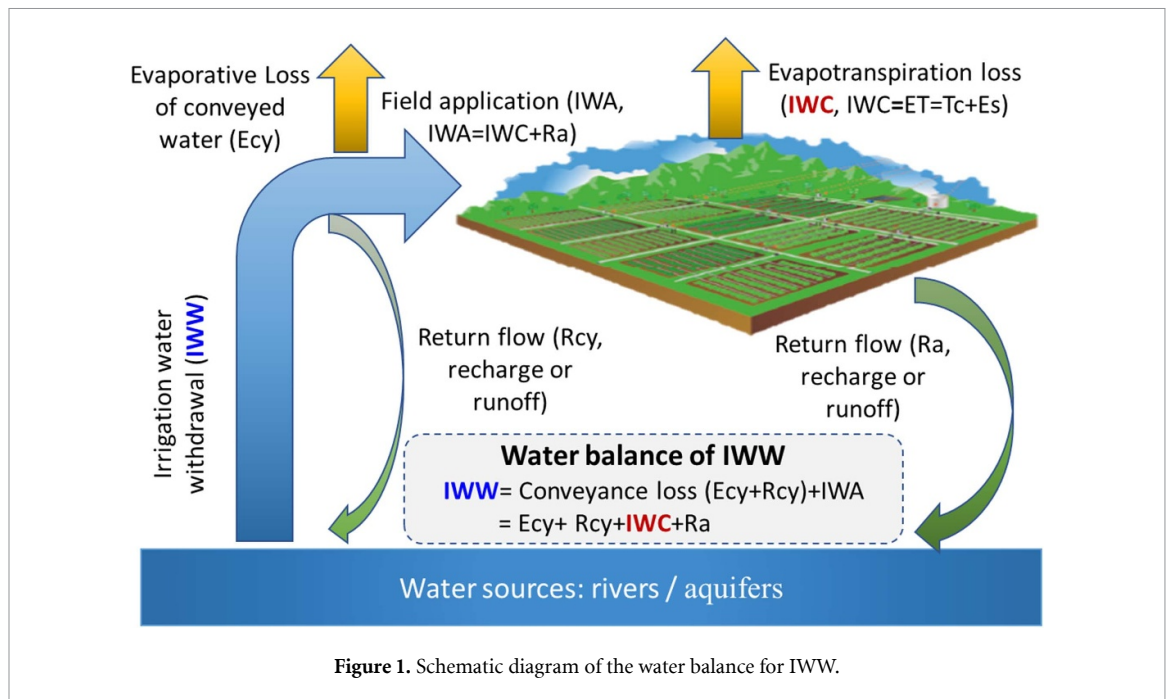 Evaporative Loss
of conveyed
water (Ecy)
Field application (IWA,
IWA=IWC+Ra)
Evapotranspiration loss
(IWC, IWC=ET=Tc+Es)
Irrigation water
withdrawal (IWW)
Return flow (Rcy,
recharge or
runoff)
Return flow (Ra,
recharge or
runoff)
Water balance of IWW
IWW= Conveyance loss (Ecy+Rcy)+IWA
= Ecy+ Rcy+IWC+Ra
Water sources: rivers / aquifers
Figure 1. Schematic diagram of the water balance for IWW.